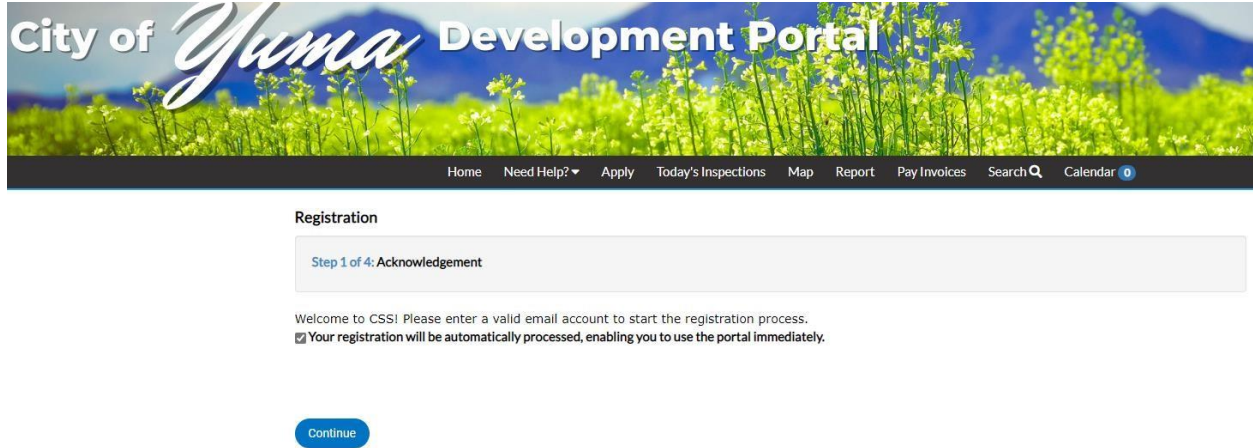 City of Yuma Development Portal
Home Need Help? Apply Today's Inspections Map Report Pay Invoices Search Calendar 0
Registration
Step 1 of 4: Acknowledgement
Welcome to CSS! Please enter a valid email account to start the registration process.
Your registration will be automatically processed, enabling you to use the portal immediately.
Continue